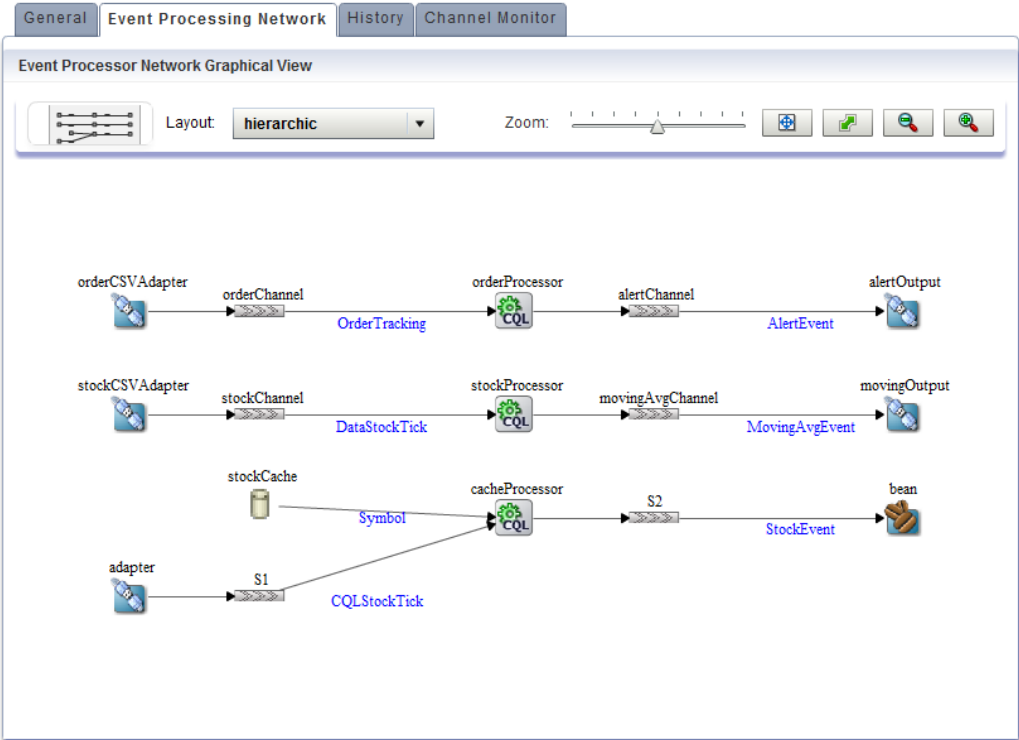 General Event Processing Network History Channel Monitor
Event Processor Network Graphical View
Layout: hierarchic Zoom:
orderCSVAdapter orderChannel orderProcessor alertChannel alertOutput
CQL
OrderTracking AlertEvent
stockCSVAdapter stockChannel stockProcessor movingAvgChannel movingOutput
CQL
DataStockTick MovingAvgEvent
stockCache cacheProcessor S2 bean
CQL
Symbol StockEvent
adapter S1
CQLStockTick